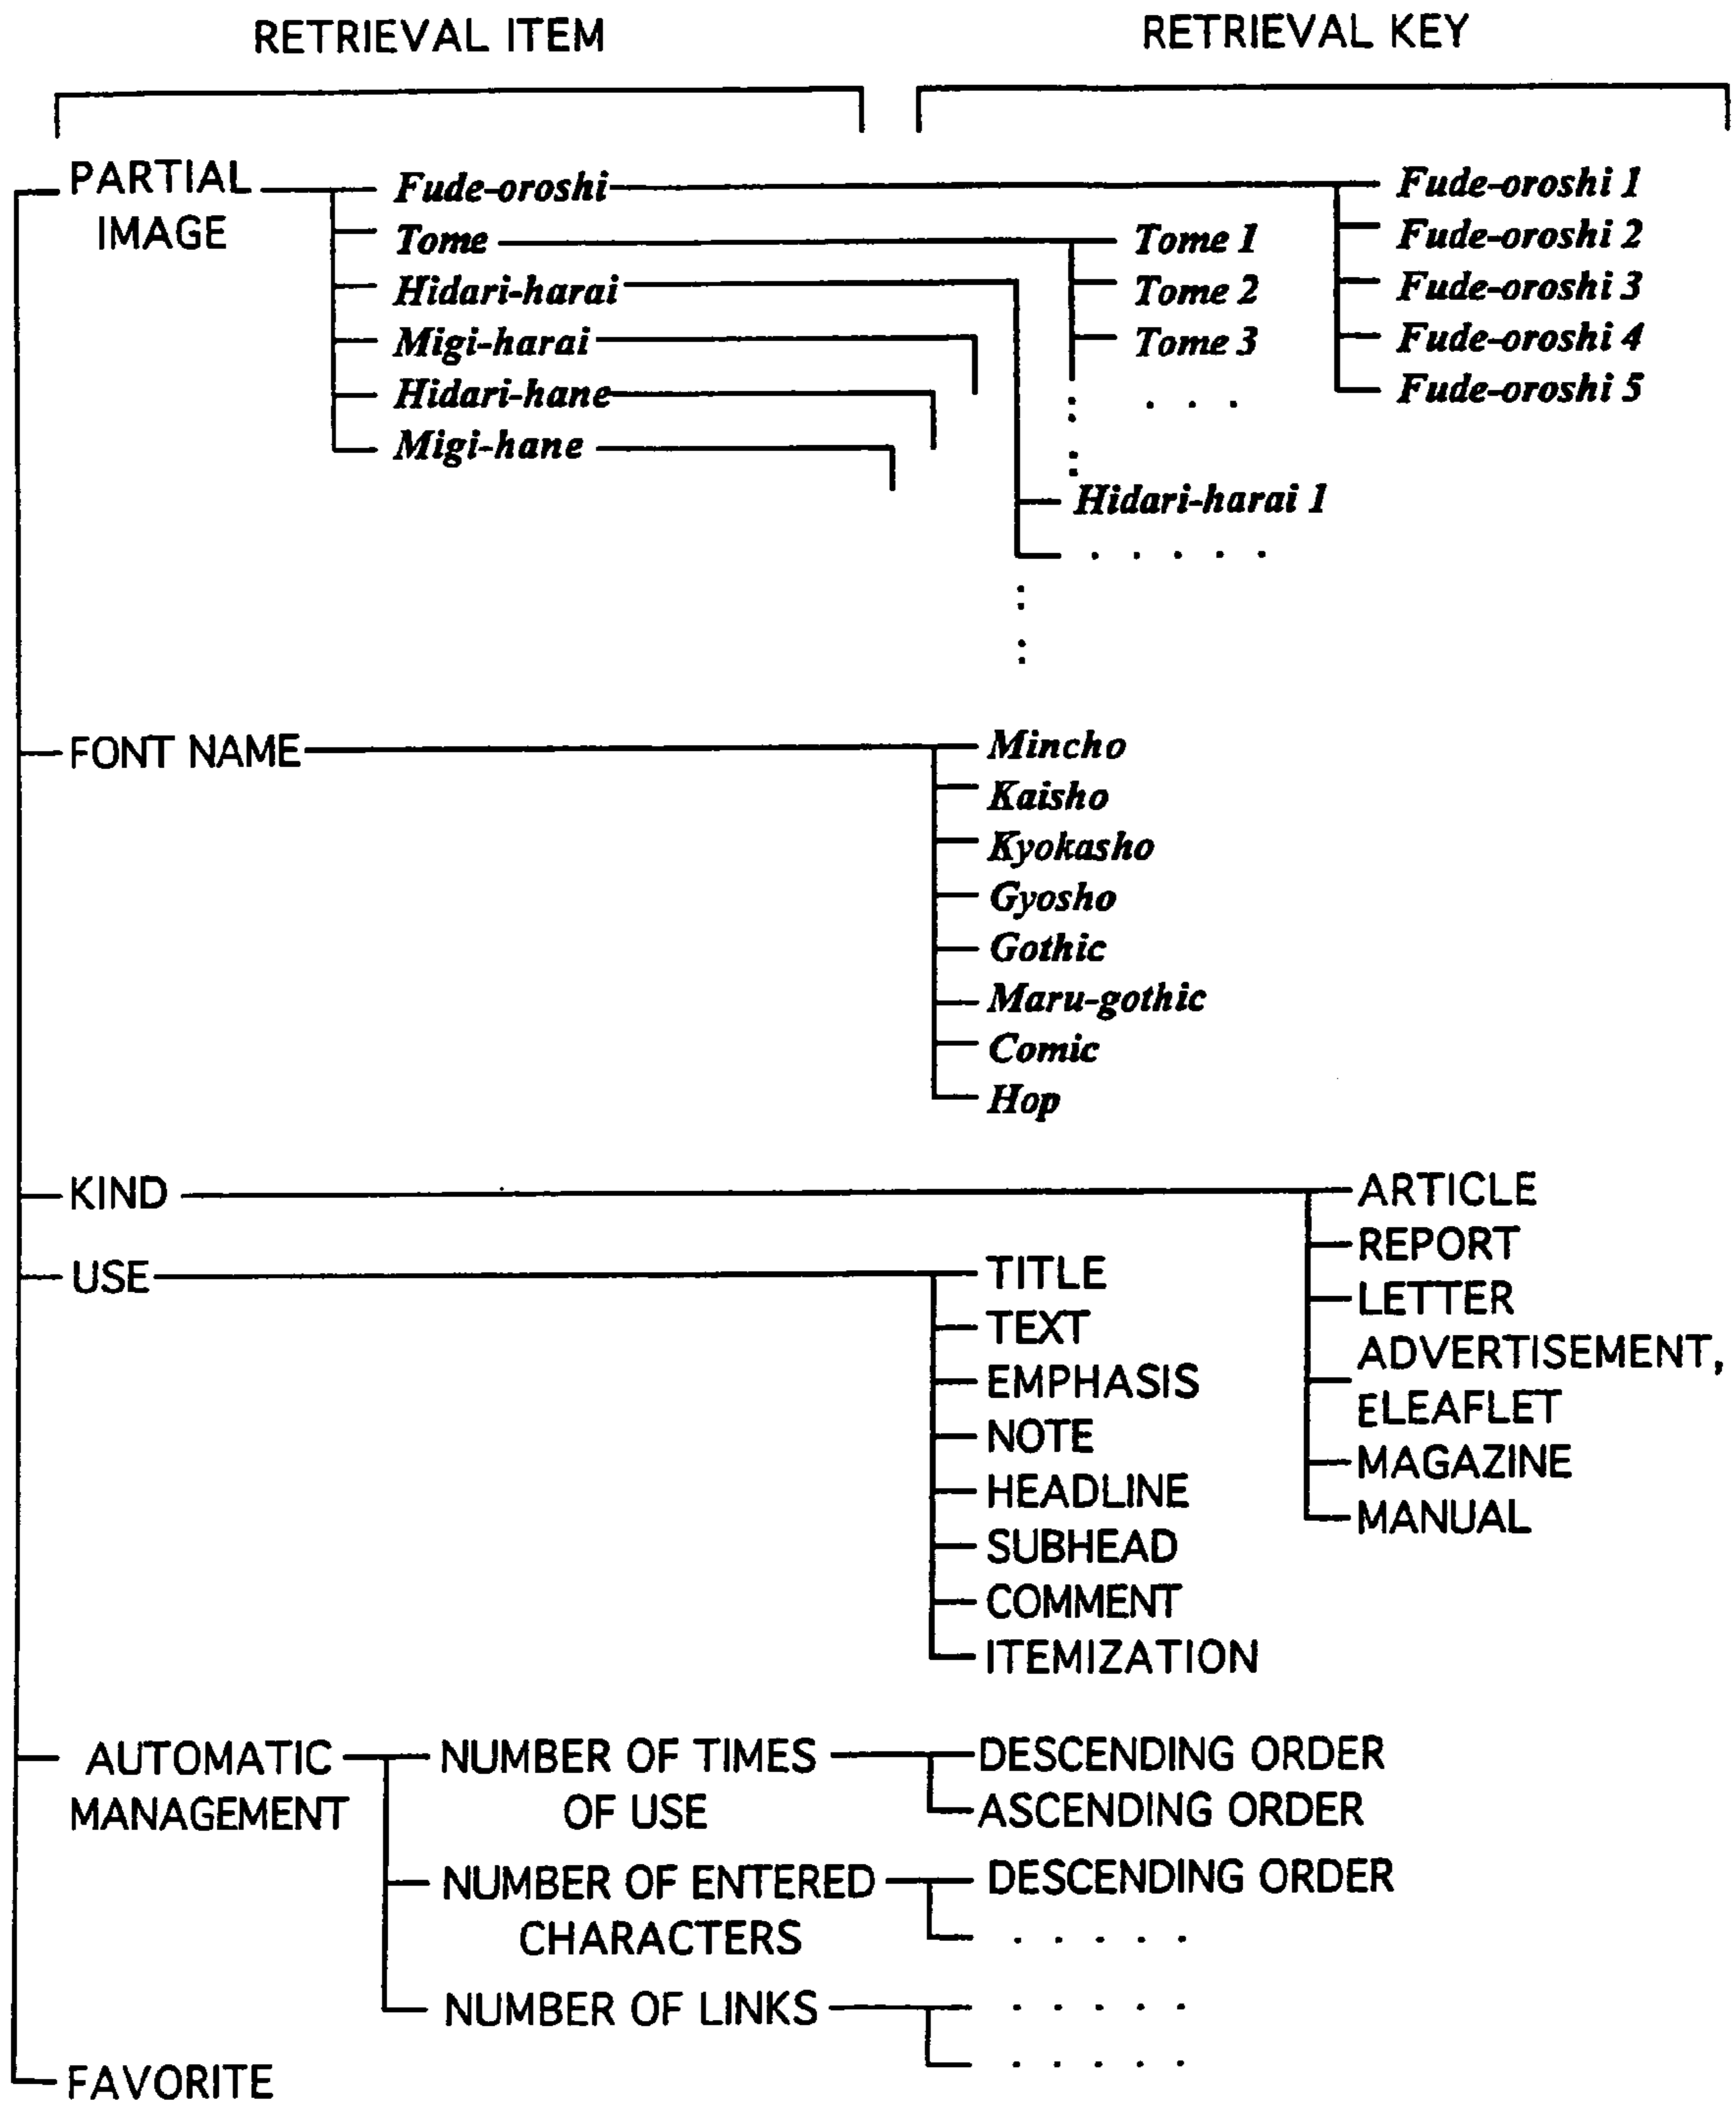 RETRIEVAL ITEM
RETRIEVAL KEY
PARTIAL
IMAGE
Fude-oroshi
Tome
Hidari-harai
Migi-harai
Hidari-hane
Migi-hane
Tome 1
Tome 2
Tome 3
. . .
Fude-oroshi 1
Fude-oroshi 2
Fude-oroshi 3
Fude-oroshi 4
Fude-oroshi 5
Hidari-harai 1
. . . . .
FONT NAME
Mincho
Kaisho
Kyokasho
Gyosho
Gothic
Maru-gothic
Comic
Hop
KIND
ARTICLE
REPORT
LETTER
ADVERTISEMENT,
ELEAFLET
MAGAZINE
MANUAL
USE
TITLE
TEXT
EMPHASIS
NOTE
HEADLINE
SUBHEAD
COMMENT
ITEMIZATION
AUTOMATIC
MANAGEMENT
NUMBER OF TIMES
OF USE
DESCENDING ORDER
ASCENDING ORDER
NUMBER OF ENTERED
CHARACTERS
DESCENDING ORDER
. . . . .
NUMBER OF LINKS
. . . . .
. . . . .
FAVORITE